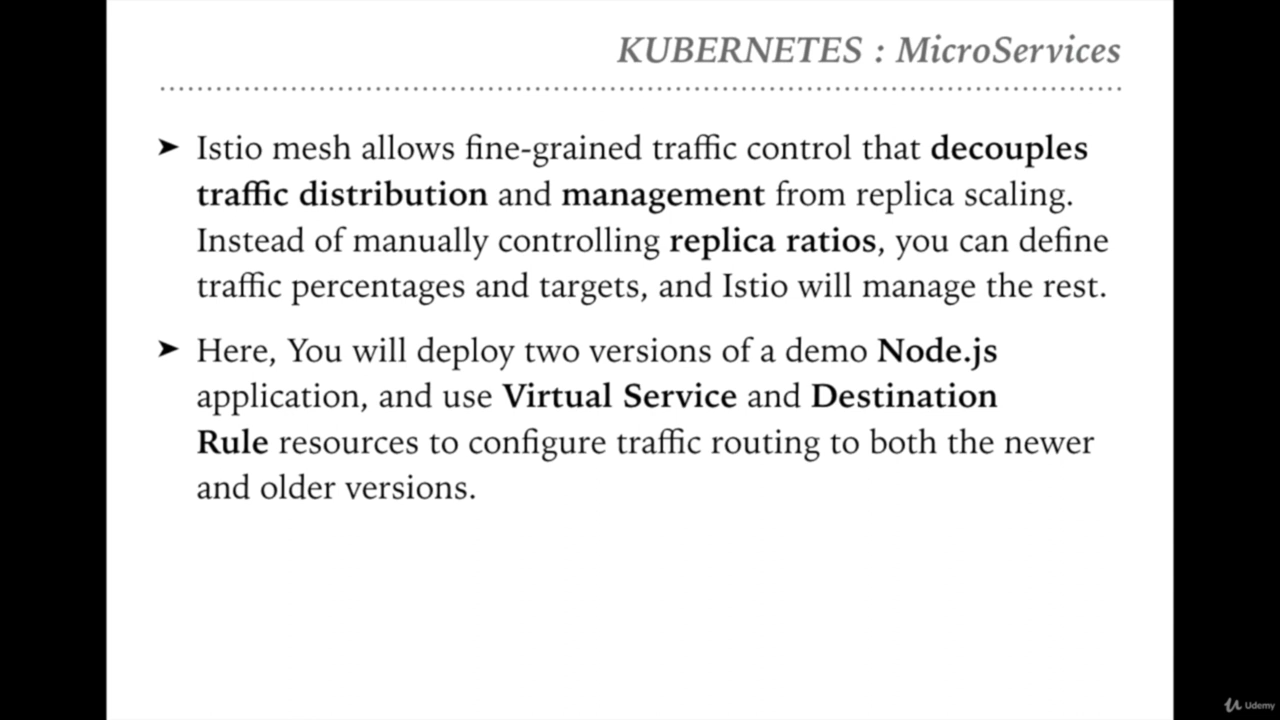 KUBERNETES : MicroServices
➤ Istio mesh allows fine-grained traffic control that decouples
traffic distribution and management from replica scaling.
Instead of manually controlling replica ratios, you can define
traffic percentages and targets, and Istio will manage the rest.
➤ Here, You will deploy two versions of a demo Node.js
application, and use Virtual Service and Destination
Rule resources to configure traffic routing to both the newer
and older versions.
Udemy